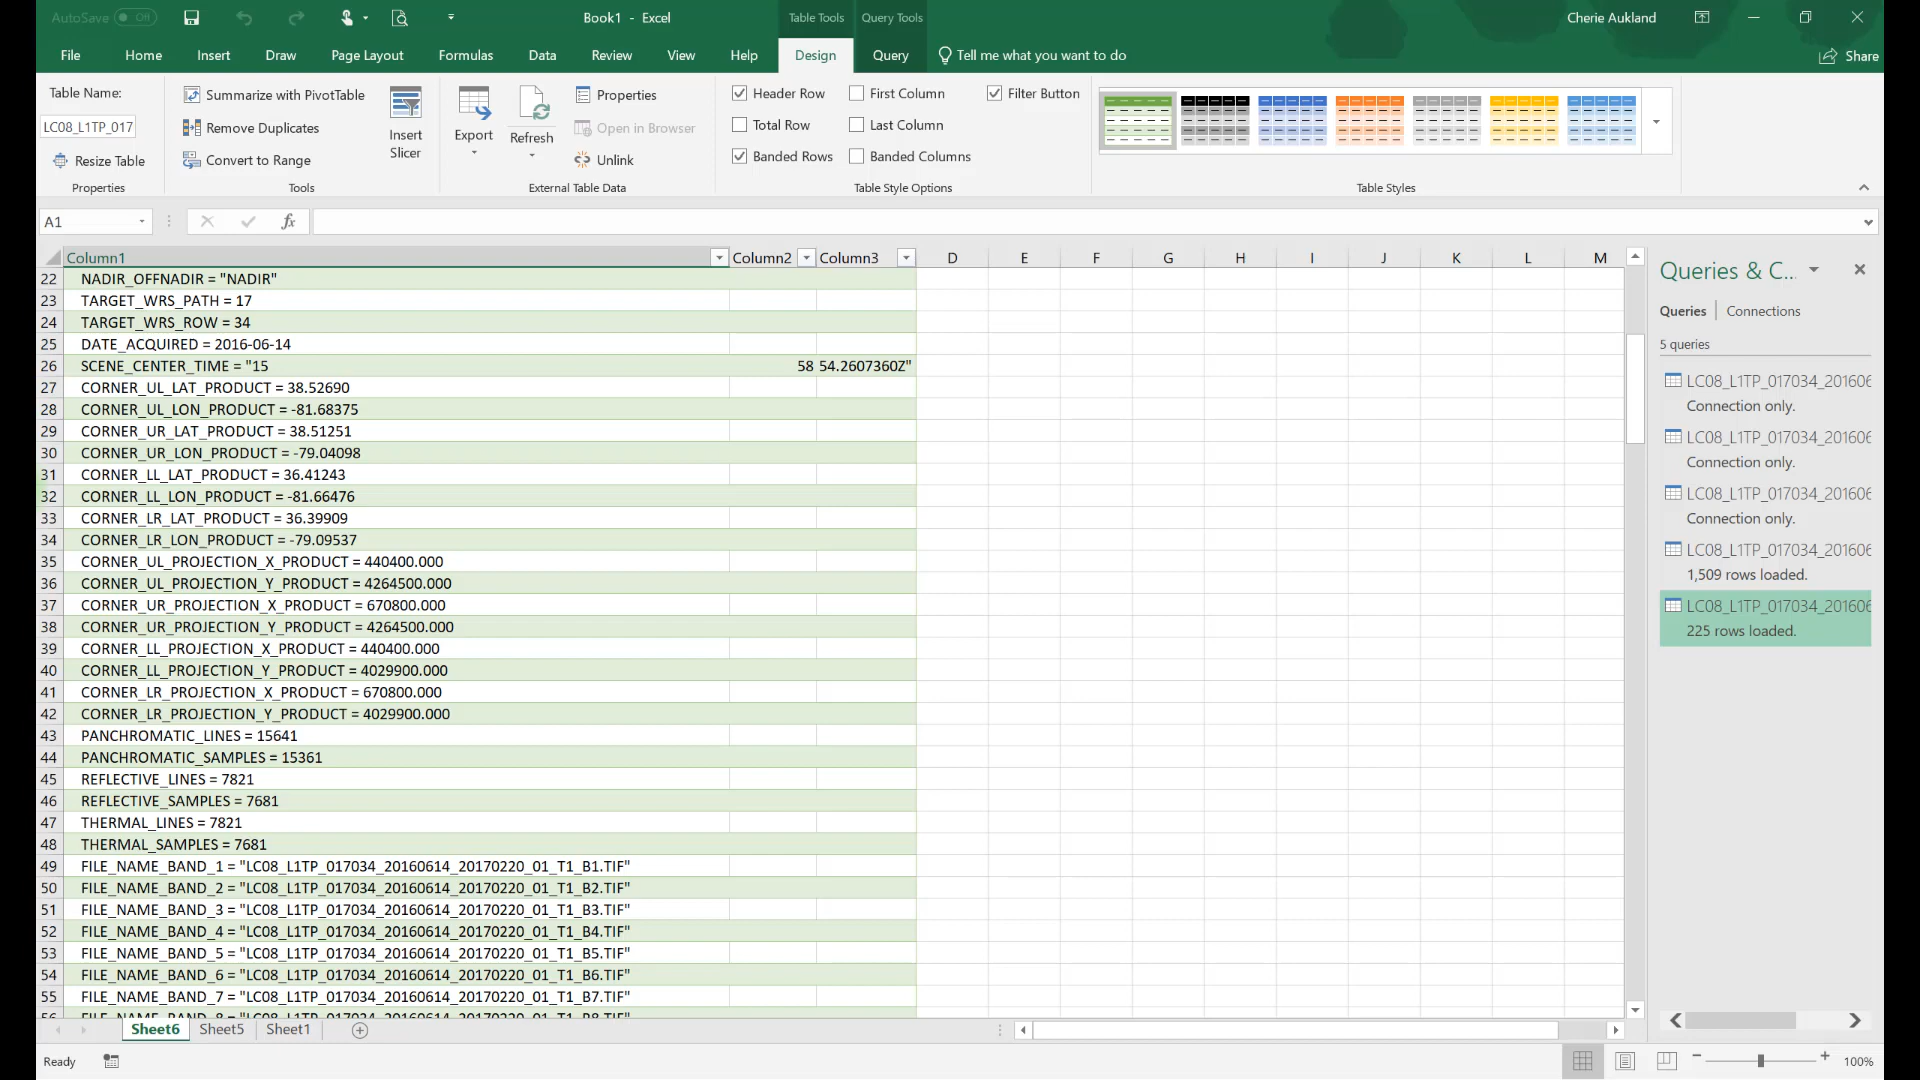 AutoSave Off
Book1 - Excel
Table Tools
Query Tools
Cherie Aukland
File
Home
Insert
Draw
Page Layout
Formulas
Data
Review
View
Help
Design
Query
Tell me what you want to do
Share
Table Name:
LC08_L1TP_017
Resize Table
Properties
Summarize with PivotTable
Remove Duplicates
Convert to Range
Insert Slicer
Tools
Export
Refresh
Properties
Open in Browser
Unlink
External Table Data
Header Row
Total Row
Banded Rows
First Column
Last Column
Banded Columns
Filter Button
Table Style Options
Table Styles
A1
fx
Column1 Column2 Column3 D E F G H I J K L M
22 NADIR_OFFNADIR = "NADIR"
23 TARGET_WRS_PATH = 17
24 TARGET_WRS_ROW = 34
25 DATE_ACQUIRED = 2016-06-14
26 SCENE_CENTER_TIME = "15 58 54.2607360Z"
27 CORNER_UL_LAT_PRODUCT = 38.52690
28 CORNER_UL_LON_PRODUCT = -81.68375
29 CORNER_UR_LAT_PRODUCT = 38.51251
30 CORNER_UR_LON_PRODUCT = -79.04098
31 CORNER_LL_LAT_PRODUCT = 36.41243
32 CORNER_LL_LON_PRODUCT = -81.66476
33 CORNER_LR_LAT_PRODUCT = 36.39909
34 CORNER_LR_LON_PRODUCT = -79.09537
35 CORNER_UL_PROJECTION_X_PRODUCT = 440400.000
36 CORNER_UL_PROJECTION_Y_PRODUCT = 4264500.000
37 CORNER_UR_PROJECTION_X_PRODUCT = 670800.000
38 CORNER_UR_PROJECTION_Y_PRODUCT = 4264500.000
39 CORNER_LL_PROJECTION_X_PRODUCT = 440400.000
40 CORNER_LL_PROJECTION_Y_PRODUCT = 4029900.000
41 CORNER_LR_PROJECTION_X_PRODUCT = 670800.000
42 CORNER_LR_PROJECTION_Y_PRODUCT = 4029900.000
43 PANCHROMATIC_LINES = 15641
44 PANCHROMATIC_SAMPLES = 15361
45 REFLECTIVE_LINES = 7821
46 REFLECTIVE_SAMPLES = 7681
47 THERMAL_LINES = 7821
48 THERMAL_SAMPLES = 7681
49 FILE_NAME_BAND_1 = "LC08_L1TP_017034_20160614_20170220_01_T1_B1.TIF"
50 FILE_NAME_BAND_2 = "LC08_L1TP_017034_20160614_20170220_01_T1_B2.TIF"
51 FILE_NAME_BAND_3 = "LC08_L1TP_017034_20160614_20170220_01_T1_B3.TIF"
52 FILE_NAME_BAND_4 = "LC08_L1TP_017034_20160614_20170220_01_T1_B4.TIF"
53 FILE_NAME_BAND_5 = "LC08_L1TP_017034_20160614_20170220_01_T1_B5.TIF"
54 FILE_NAME_BAND_6 = "LC08_L1TP_017034_20160614_20170220_01_T1_B6.TIF"
55 FILE_NAME_BAND_7 = "LC08_L1TP_017034_20160614_20170220_01_T1_B7.TIF"
Queries & C...
Queries
Connections
5 queries
LC08_L1TP_017034_201606
Connection only.
LC08_L1TP_017034_201606
Connection only.
LC08_L1TP_017034_201606
Connection only.
LC08_L1TP_017034_201606
1,509 rows loaded.
LC08_L1TP_017034_201606
225 rows loaded.
Sheet6
Sheet5
Sheet1
Ready
100%